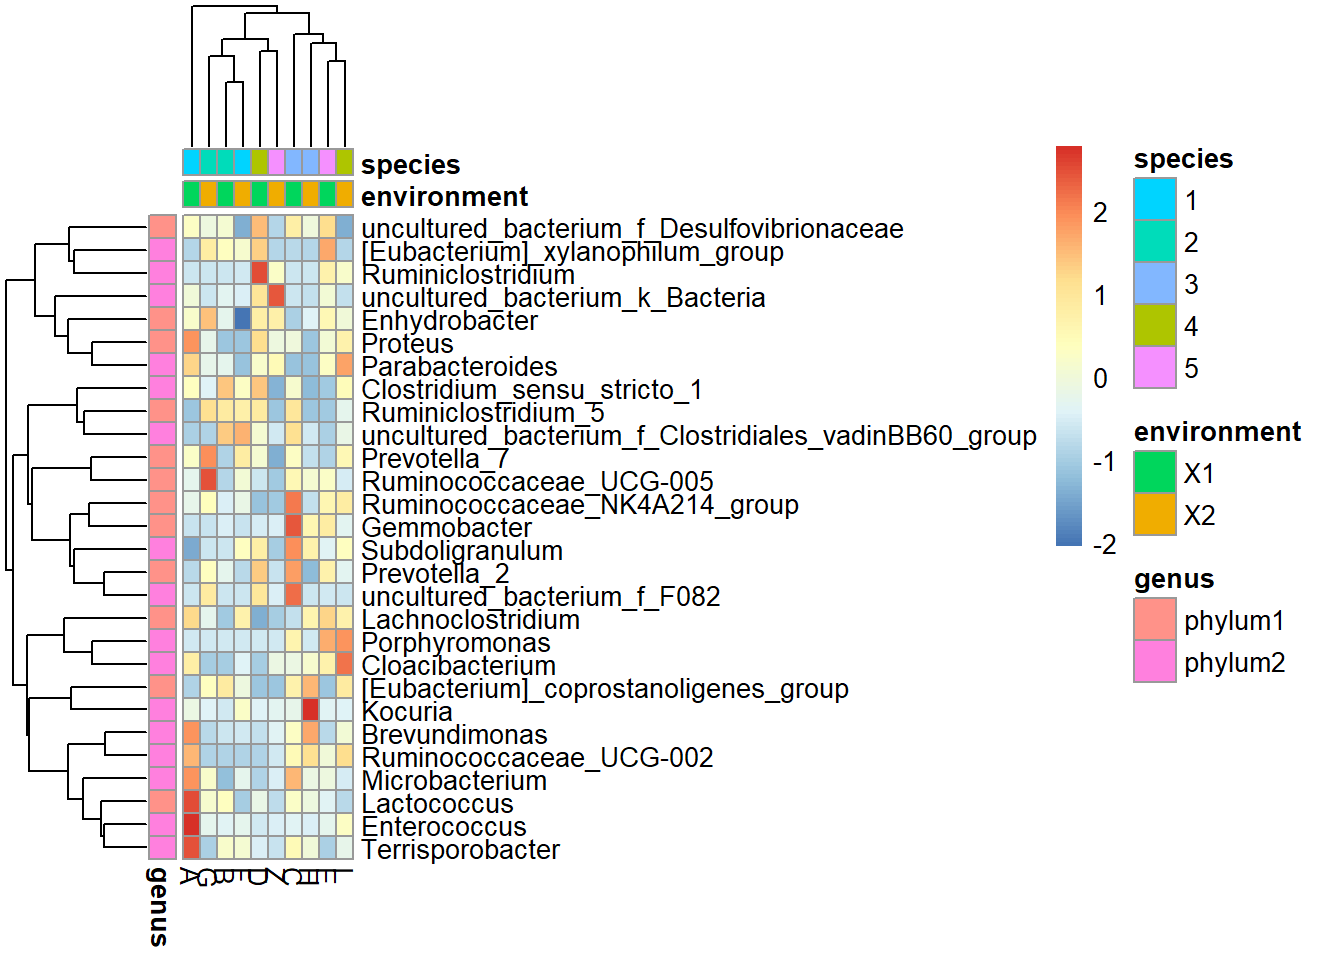 species
environment
uncultured_bacterium_f_Desulfovibrionaceae
[Eubacterium]_xylanophilum_group
Ruminiclostridium
uncultured_bacterium_k_Bacteria
Enhydrobacter
Proteus
Parabacteroides
Clostridium_sensu_stricto_1
Ruminiclostridium_5
uncultured_bacterium_f_Clostridiales_vadinBB60_group
Prevotella_7
Ruminococcaceae_UCG-005
Ruminococcaceae_NK4A214_group
Gemmobacter
Subdoligranulum
Prevotella_2
uncultured_bacterium_f_F082
Lachnoclostridium
Porphyromonas
Cloacibacterium
[Eubacterium]_coprostanoligenes_group
Kocuria
Brevundimonas
Ruminococcaceae_UCG-002
Microbacterium
Lactococcus
Enterococcus
Terrisporobacter
genus
A
G
B
F
D
C
H
E
I
2
1
0
-1
-2
species
1
2
3
4
5
environment
X1
X2
genus
phylum1
phylum2